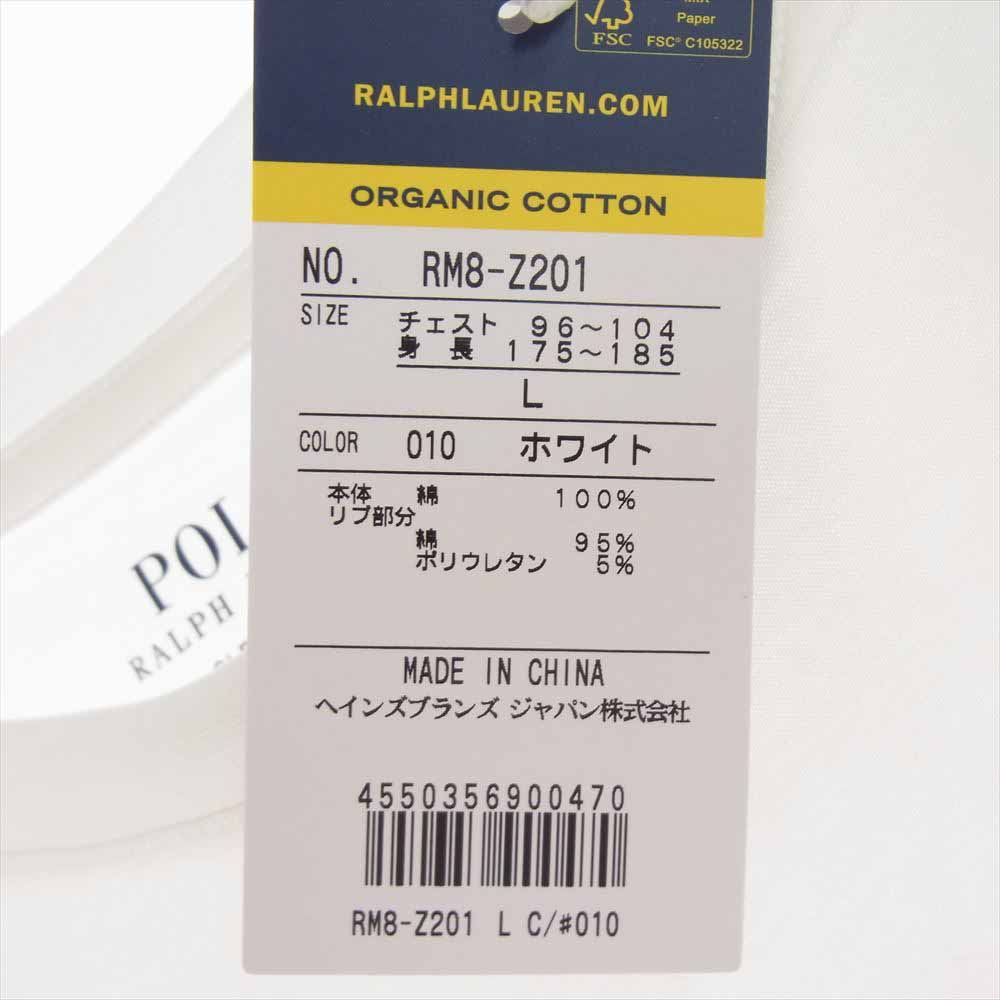 Paper
FSC
FSC® C105322
RALPHLAUREN.COM
ORGANIC COTTON
NO. RM8-Z201
SIZE チェスト 96~104
身長 175~185
L
COLOR 010 ホワイト
本体 綿 100%
リブ部分
綿 95%
ポリウレタン 5%
MADE IN CHINA
ヘインズブランズ ジャパン株式会社
4550356900470
RM8-Z201 L C/#010
POL
RALPH